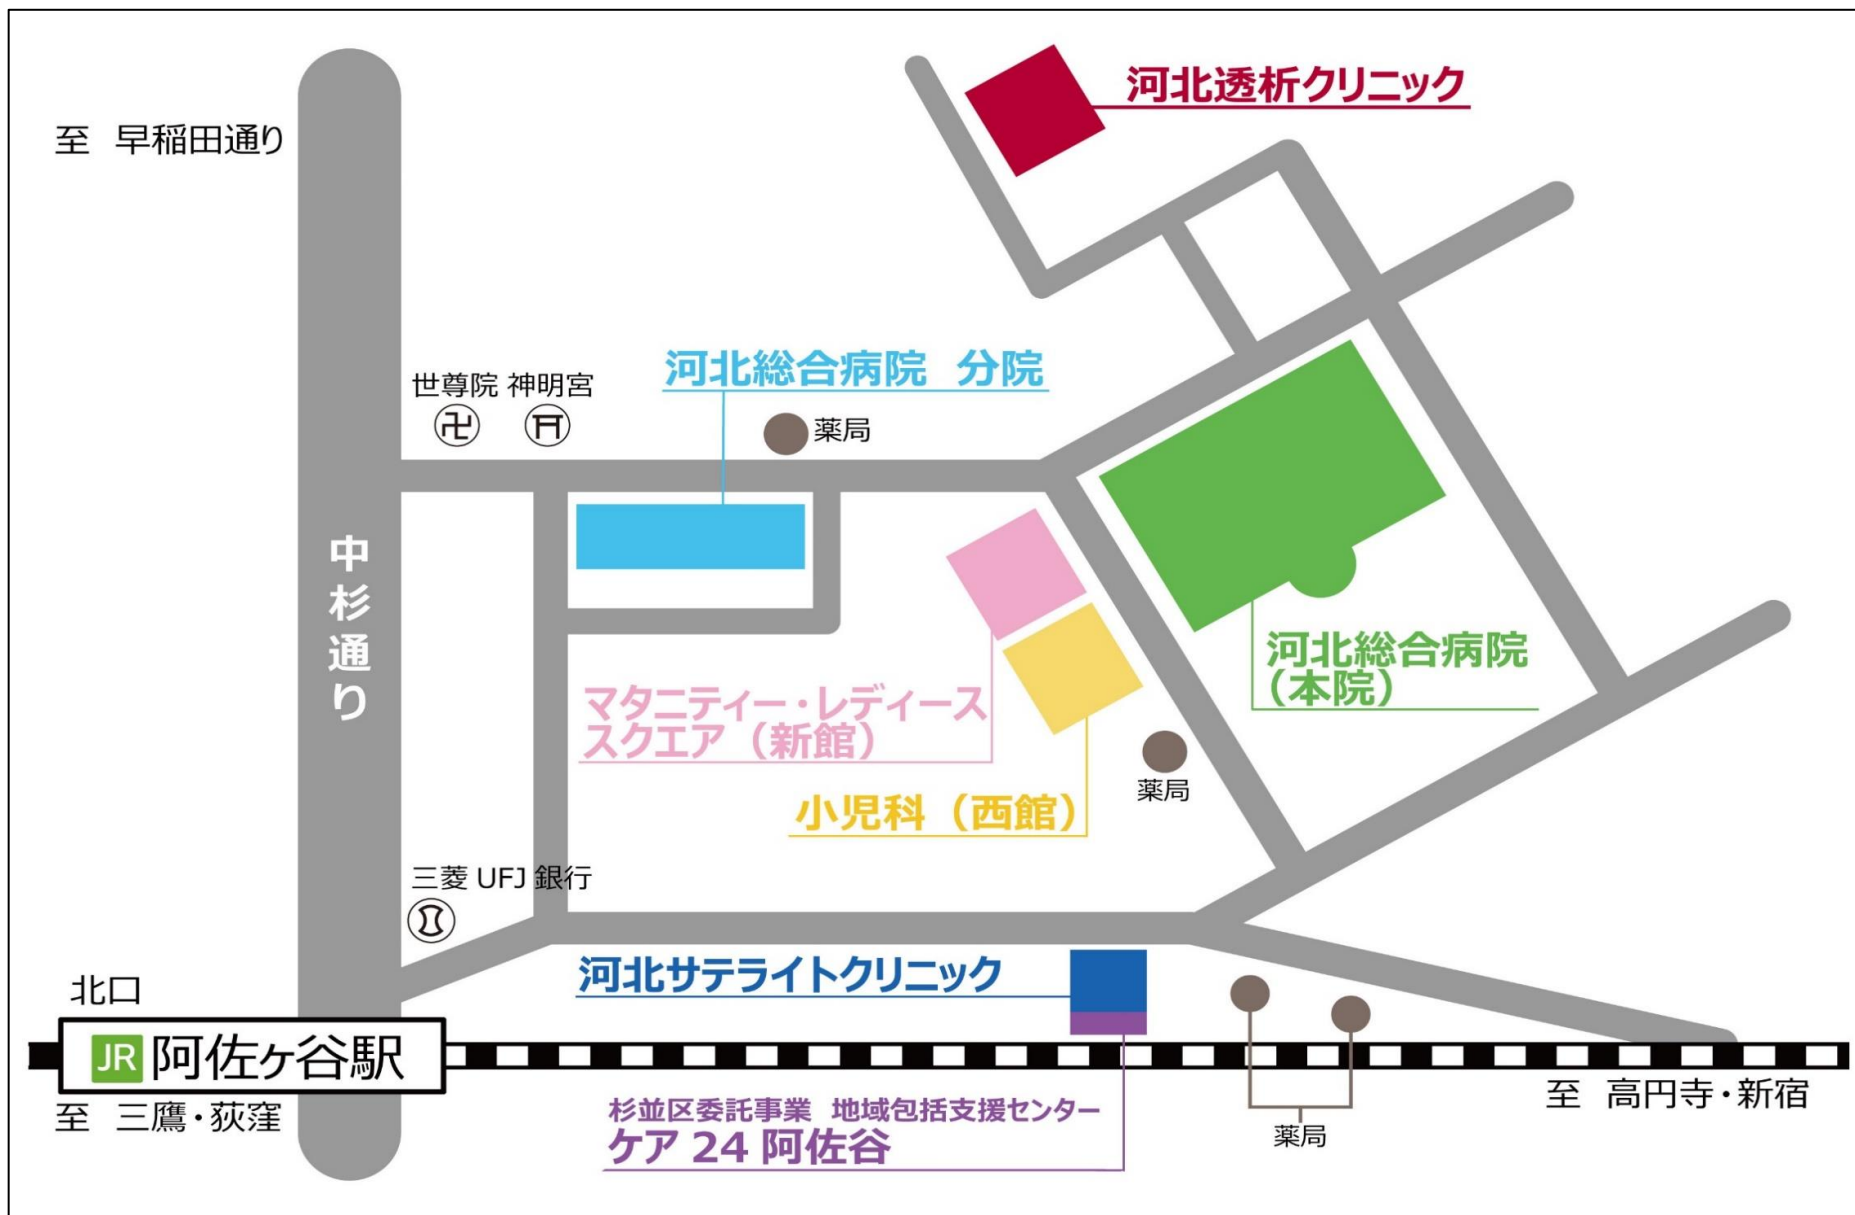 河北透析クリニック
至 早稲田通り
河北総合病院 分院
世尊院 神明宮
卍
薬局
中杉通り
河北総合病院
（本院）
マタニティー・レディース
スクエア（新館）
薬局
小児科（西館）
三菱 UFJ 銀行
河北サテライトクリニック
北口
JR 阿佐ヶ谷駅
至 三鷹・荻窪
至 高円寺・新宿
杉並区委託事業 地域包括支援センター
ケア 24 阿佐谷
薬局